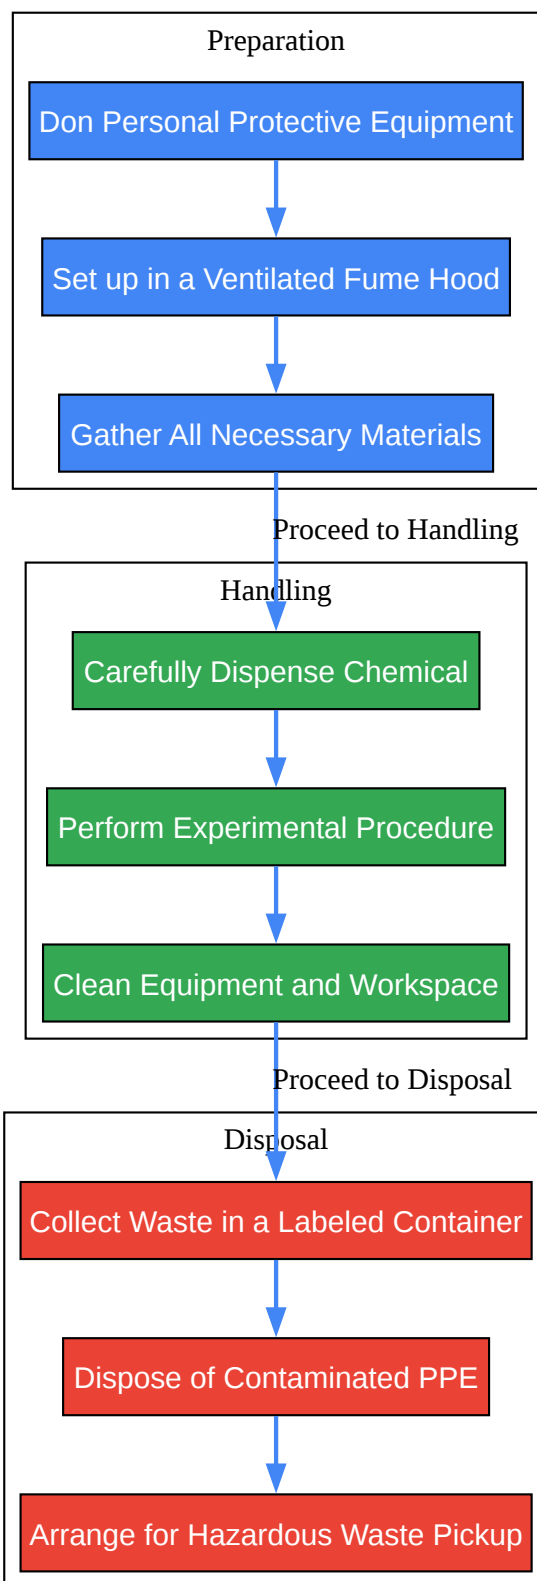 Preparation
Don Personal Protective Equipment
Set up in a Ventilated Fume Hood
Gather All Necessary Materials
Proceed to Handling
Handling
Carefully Dispense Chemical
Perform Experimental Procedure
Clean Equipment and Workspace
Proceed to Disposal
Disposal
Collect Waste in a Labeled Container
Dispose of Contaminated PPE
Arrange for Hazardous Waste Pickup